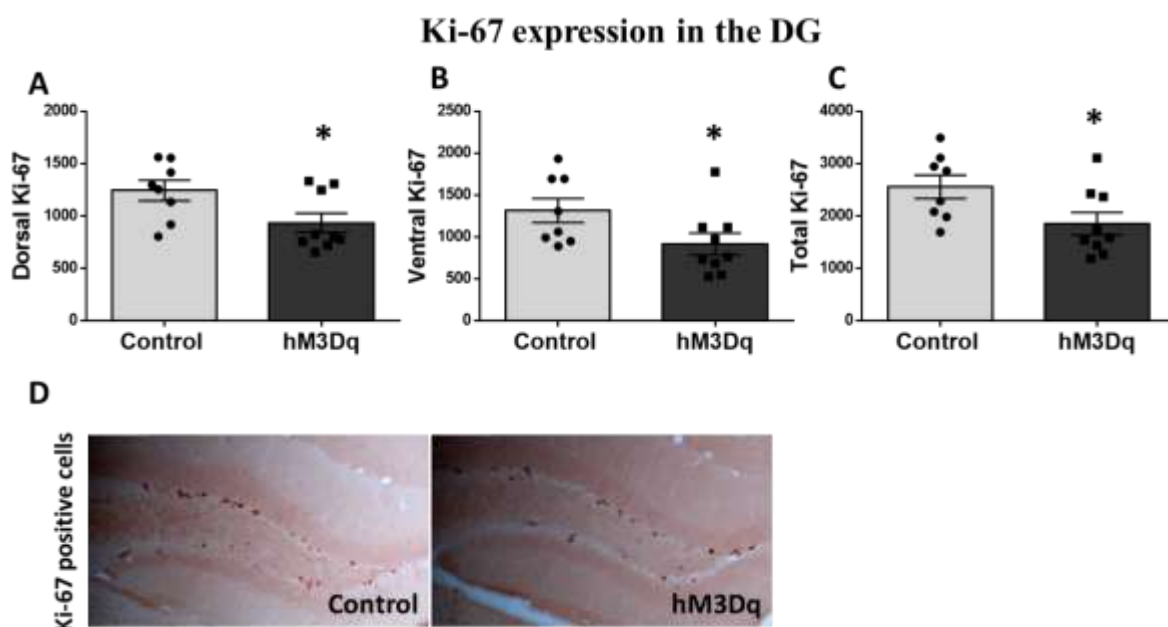 Ki-67 expression in the DG
A
Dorsal Ki-67
2000
1500
1000
500
0
*
Control
hM3Dq
B
Ventral Ki-67
2500
2000
1500
1000
500
0
*
Control
hM3Dq
C
Total Ki-67
4000
3000
2000
1000
0
*
Control
hM3Dq
D
Ki-67 positive cells
Control
hM3Dq